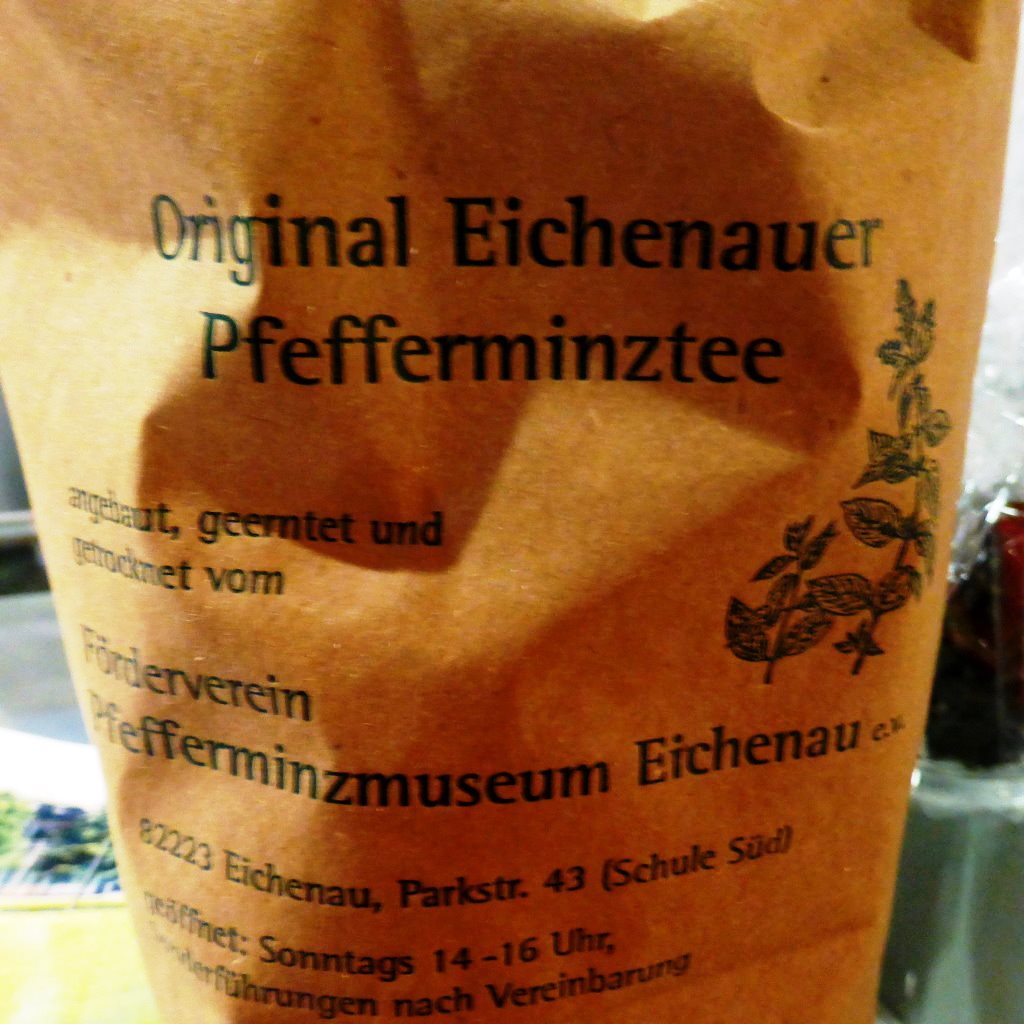 Original Eichenauer
Pfefferminztee
angebaut, geerntet und
getrocknet vom
Förderverein
Pfefferminzmuseum Eichenau e.V.
82223 Eichenau, Parkstr. 43 (Schule Süd)
geöffnet: Sonntags 14 -16 Uhr,
Sonderführungen nach Vereinbarung